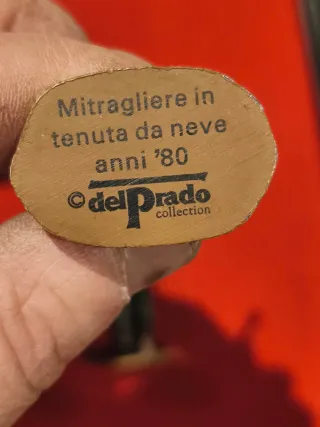 Mitragliere in
tenuta da neve
anni '80
© delPrado
collection